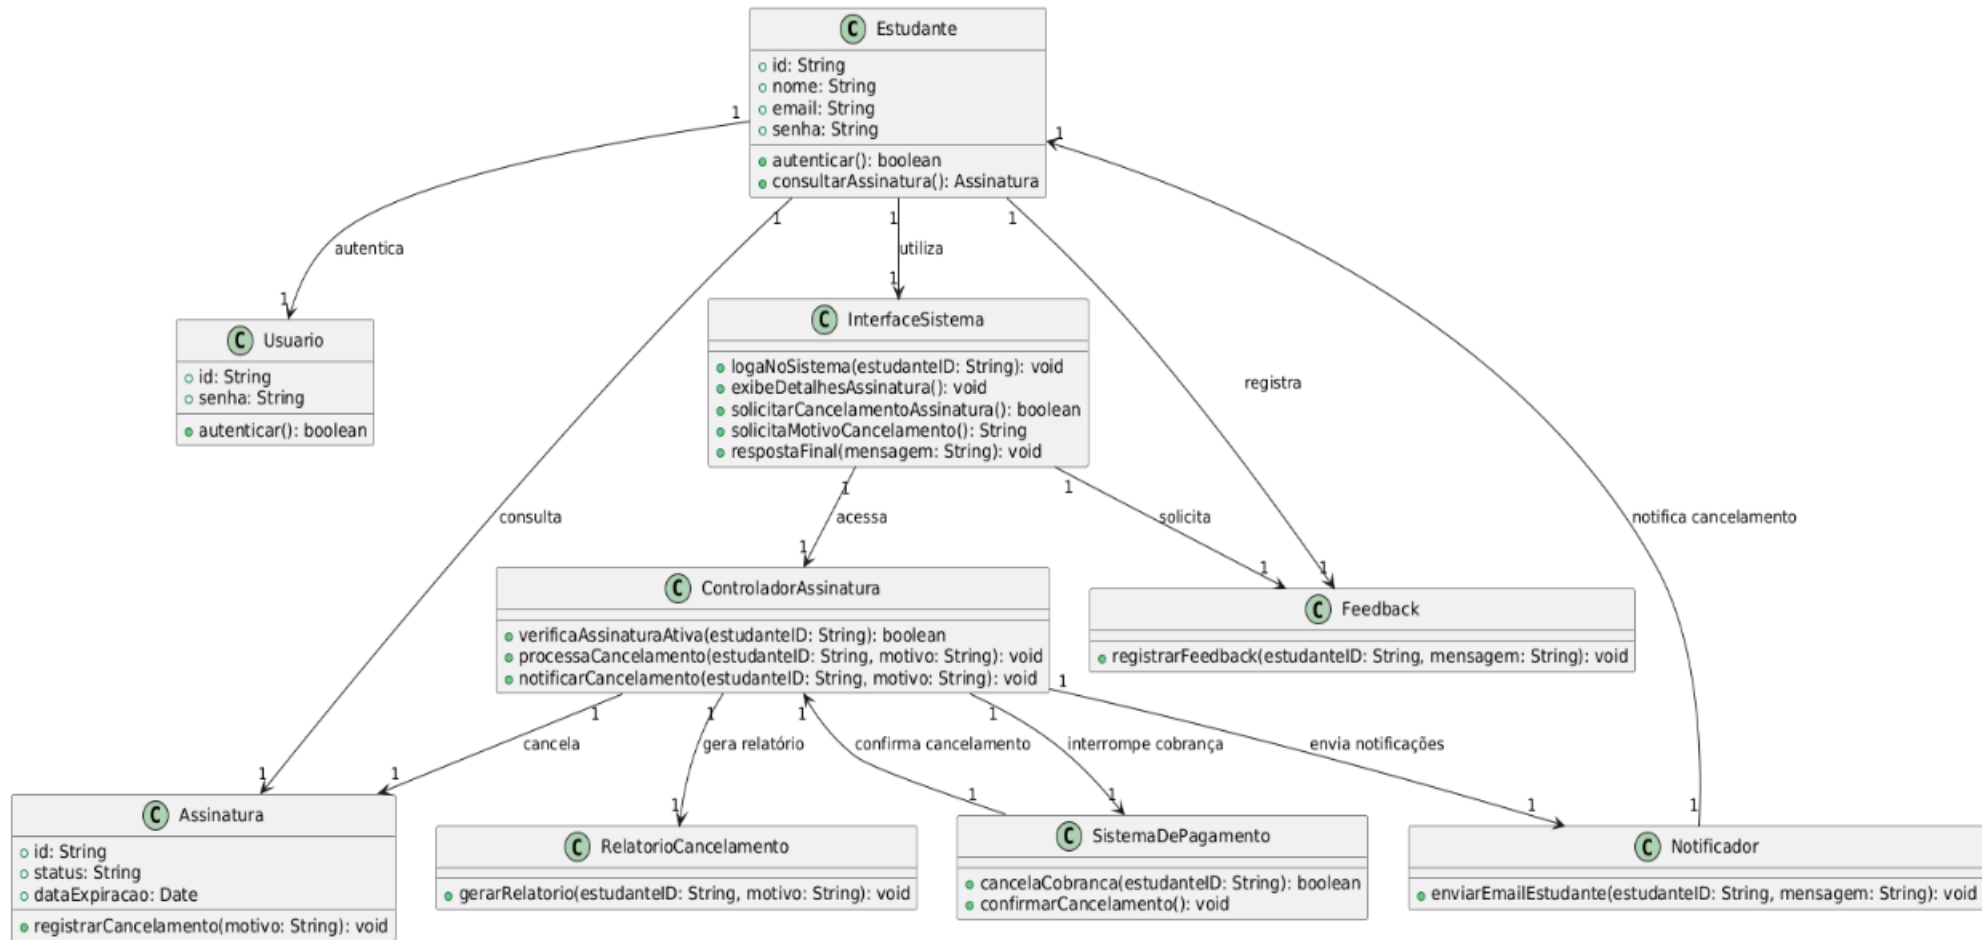 C Estudante
id: String
nome: String
email: String
senha: String
autenticar(): boolean
consultarAssinatura(): Assinatura
1
1
1
1
1
autentica
utiliza
1
1
C Usuario
id: String
senha: String
autenticar(): boolean
C InterfaceSistema
logaNoSistema(estudanteID: String): void
exibeDetalhesAssinatura(): void
solicitarCancelamentoAssinatura(): boolean
solicitaMotivoCancelamento(): String
respostaFinal(mensagem: String): void
registra
1
1
consulta
acessa
solicita
notifica cancelamento
1
1
1
C ControladorAssinatura
verificaAssinaturaAtiva(estudanteID: String): boolean
processaCancelamento(estudanteID: String, motivo: String): void
notificarCancelamento(estudanteID: String, motivo: String): void
C Feedback
registrarFeedback(estudanteID: String, mensagem: String): void
1
1
1
1
1
cancela
gera relatório
confirma cancelamento
interrompe cobrança
envia notificações
1
1
1
1
1
1
1
C Assinatura
id: String
status: String
dataExpiracao: Date
registrarCancelamento(motivo: String): void
C RelatorioCancelamento
gerarRelatorio(estudanteID: String, motivo: String): void
C SistemaDePagamento
cancelaCobranca(estudanteID: String): boolean
confirmarCancelamento(): void
C Notificador
enviarEmailEstudante(estudanteID: String, mensagem: String): void